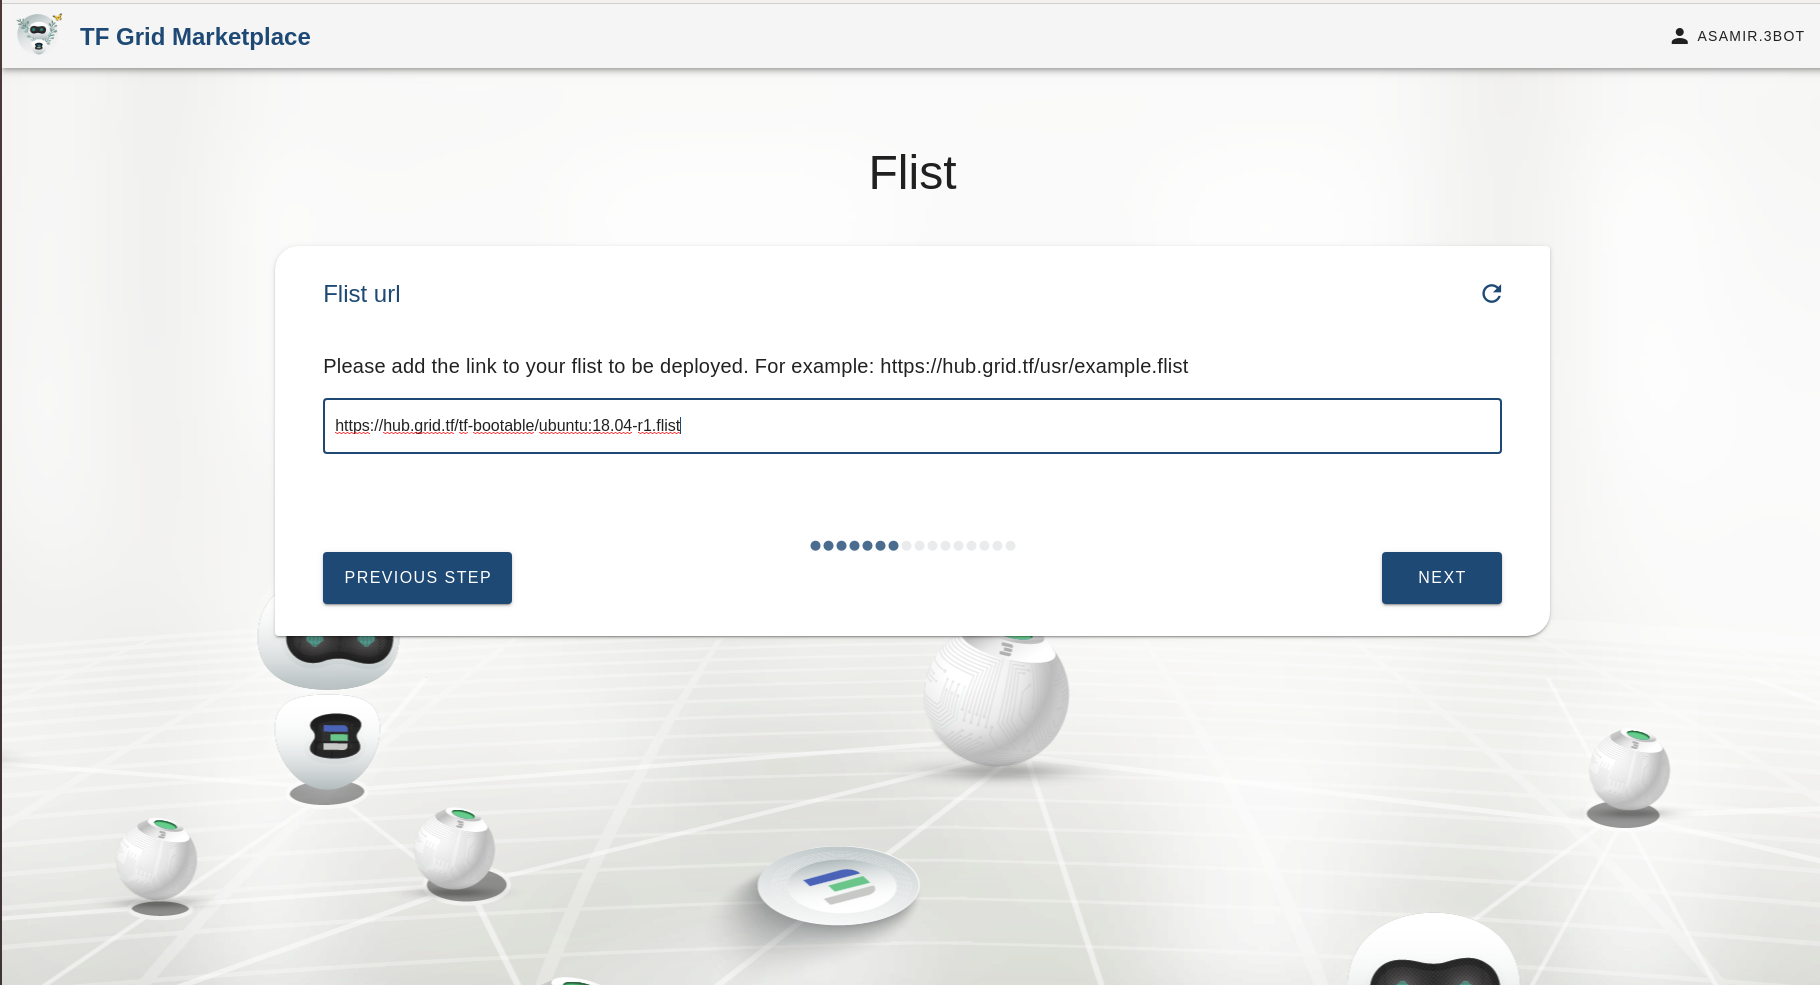 TF Grid Marketplace
ASAMIR.3BOT
Flist
Flist url
Please add the link to your flist to be deployed. For example: https://hub.grid.tf/usr/example.flist
https://hub.grid.tf/tf-bootable/ubuntu:18.04-r1.flist
PREVIOUS STEP
NEXT